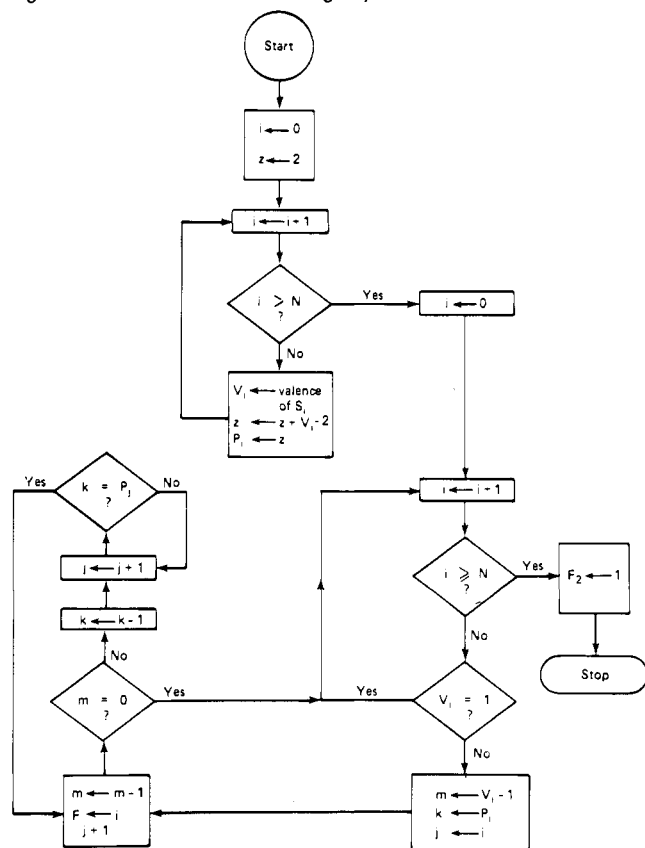 Start
i ← 0
z ← 2
i ← i + 1
i > N
?
Yes
No
i ← 0
V_i ← valence
of S_i
z ← z + V_i - 2
P_i ← z
Yes
k = P_j
?
No
j ← j + 1
k ← k - 1
No
m = 0
?
Yes
m ← m - 1
F ← i
j + 1
i ← i + 1
i ⩾ N
?
Yes
No
F_2 ← 1
Stop
Yes
V_i = 1
?
No
m ← V_i - 1
k ← P_i
j ← i